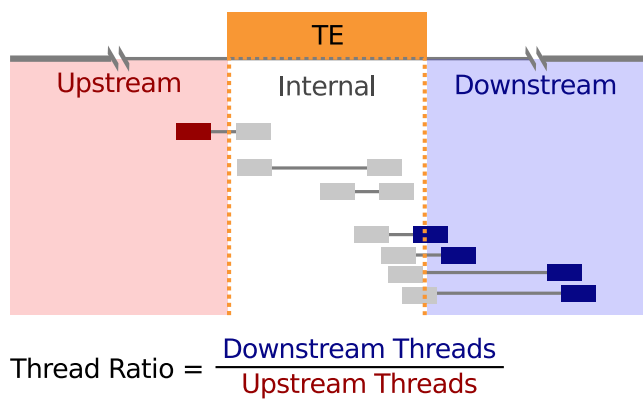 TE
Upstream Internal Downstream
Thread Ratio = Downstream Threads
Upstream Threads